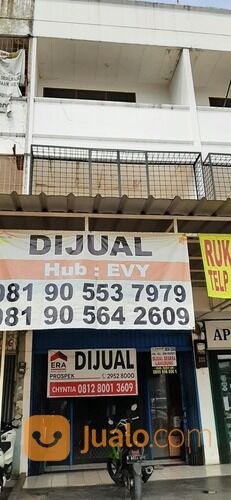 DIJUAL
Hub : EVY
081 90 553 7979
081 90 564 2609
RUK
TELP
ERA
DIJUAL
PROSPEK
2952 8000
CHYNTIA 0812 8001 3609
AP
Jualo.com